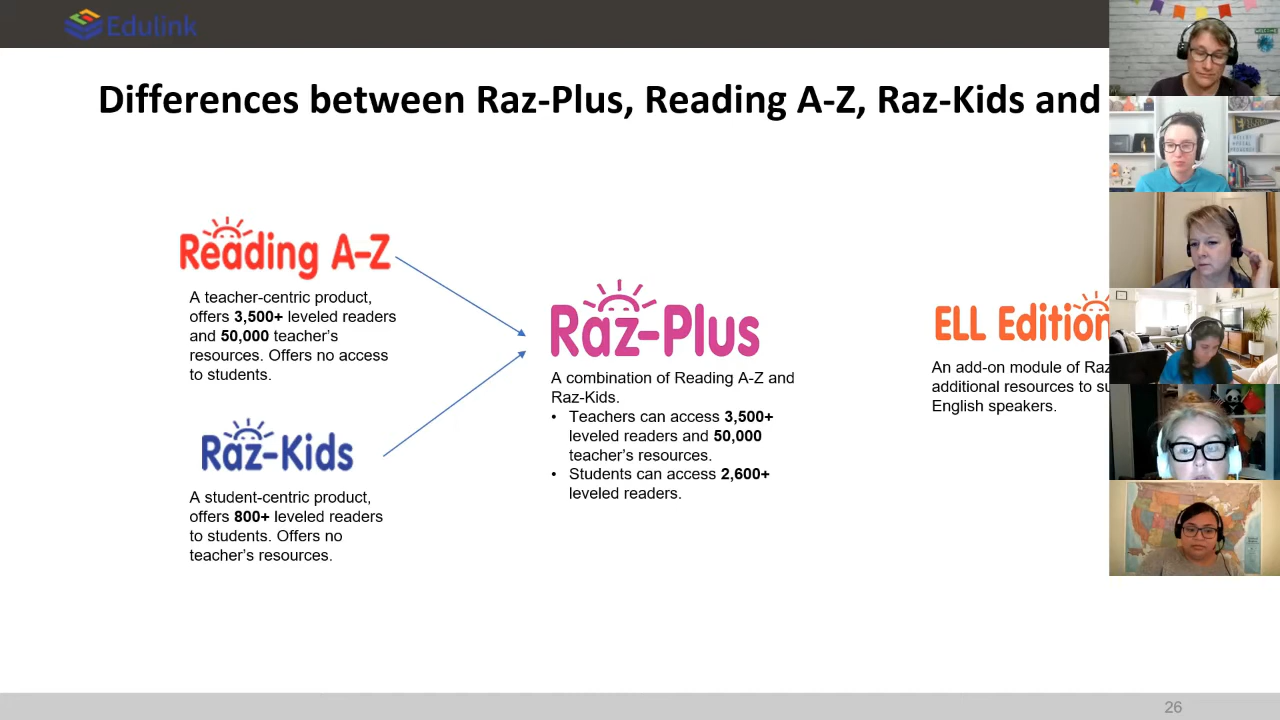 Edulink
Differences between Raz-Plus, Reading A-Z, Raz-Kids and
Reading A-Z
A teacher-centric product,
offers 3,500+ leveled readers
and 50,000 teacher's
resources. Offers no access
to students.
Raz-Kids
A student-centric product,
offers 800+ leveled readers
to students. Offers no
teacher's resources.
Raz-Plus
A combination of Reading A-Z and
Raz-Kids.
• Teachers can access 3,500+
leveled readers and 50,000
teacher's resources.
• Students can access 2,600+
leveled readers.
ELL Edition
An add-on module of Raz
additional resources to su
English speakers.
26